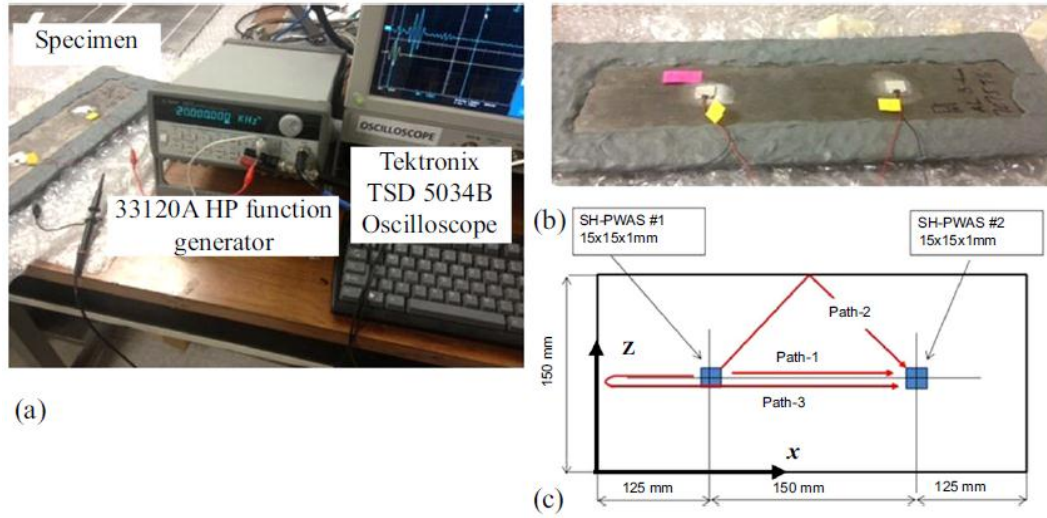 Specimen
20.000000 KHz
OSCILLOSCOPE
33120A HP function
generator
Tektronix
TSD 5034B
Oscilloscope
(a)
(b)
SH-PWAS #1
15x15x1mm
SH-PWAS #2
15x15x1mm
Path-2
Z
Path-1
Path-3
150 mm
x
125 mm
150 mm
125 mm
(c)